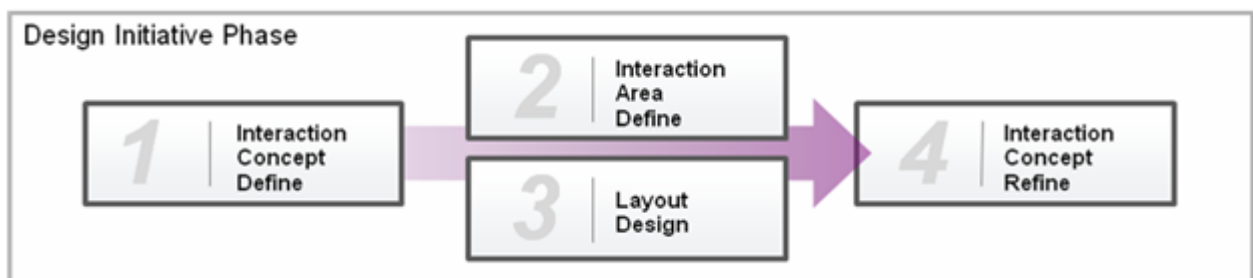 Design Initiative Phase
1
Interaction
Concept
Define
2
Interaction
Area
Define
3
Layout
Design
4
Interaction
Concept
Refine